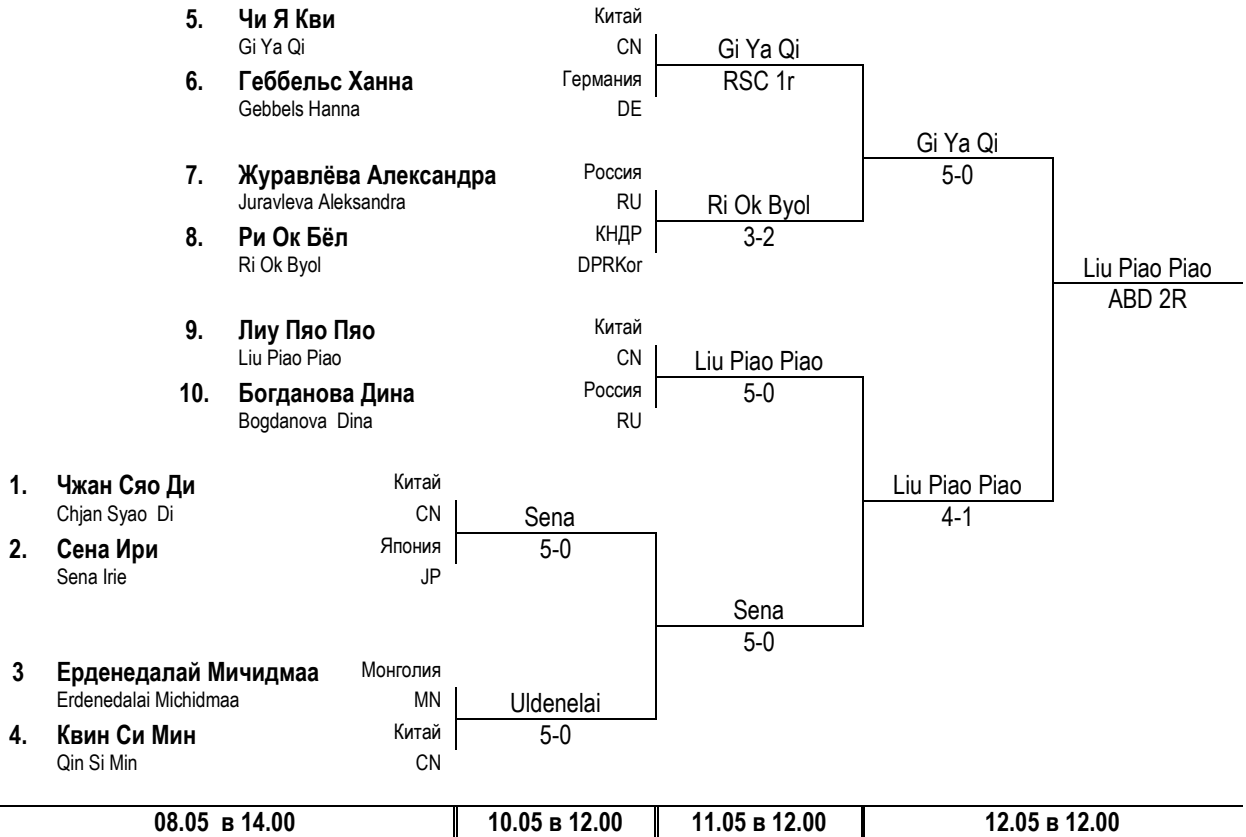 5. Чи Я Кви Китай
Gi Ya Qi CN Gi Ya Qi
6. Геббельс Ханна Германия RSC 1r
Gebbels Hanna DE
Gi Ya Qi
7. Журавлёва Александра Россия 5-0
Juravleva Aleksandra RU Ri Ok Byol
8. Ри Ок Бёл КНДР 3-2
Ri Ok Byol DPRKor Liu Piao Piao
ABD 2R
9. Лиу Пяо Пяо Китай
Liu Piao Piao CN Liu Piao Piao
10. Богданова Дина Россия 5-0
Bogdanova Dina RU
1. Чжан Сяо Ди Китай Liu Piao Piao
Chjan Syao Di CN Sena 4-1
2. Сена Ири Япония 5-0
Sena Irie JP
Sena
5-0
3 Ерденедалай Мичидмаа Монголия
Erdenedalai Michidmaa MN Uldenelai
4. Квин Си Мин Китай 5-0
Qin Si Min CN
08.05 в 14.00 10.05 в 12.00 11.05 в 12.00 12.05 в 12.00